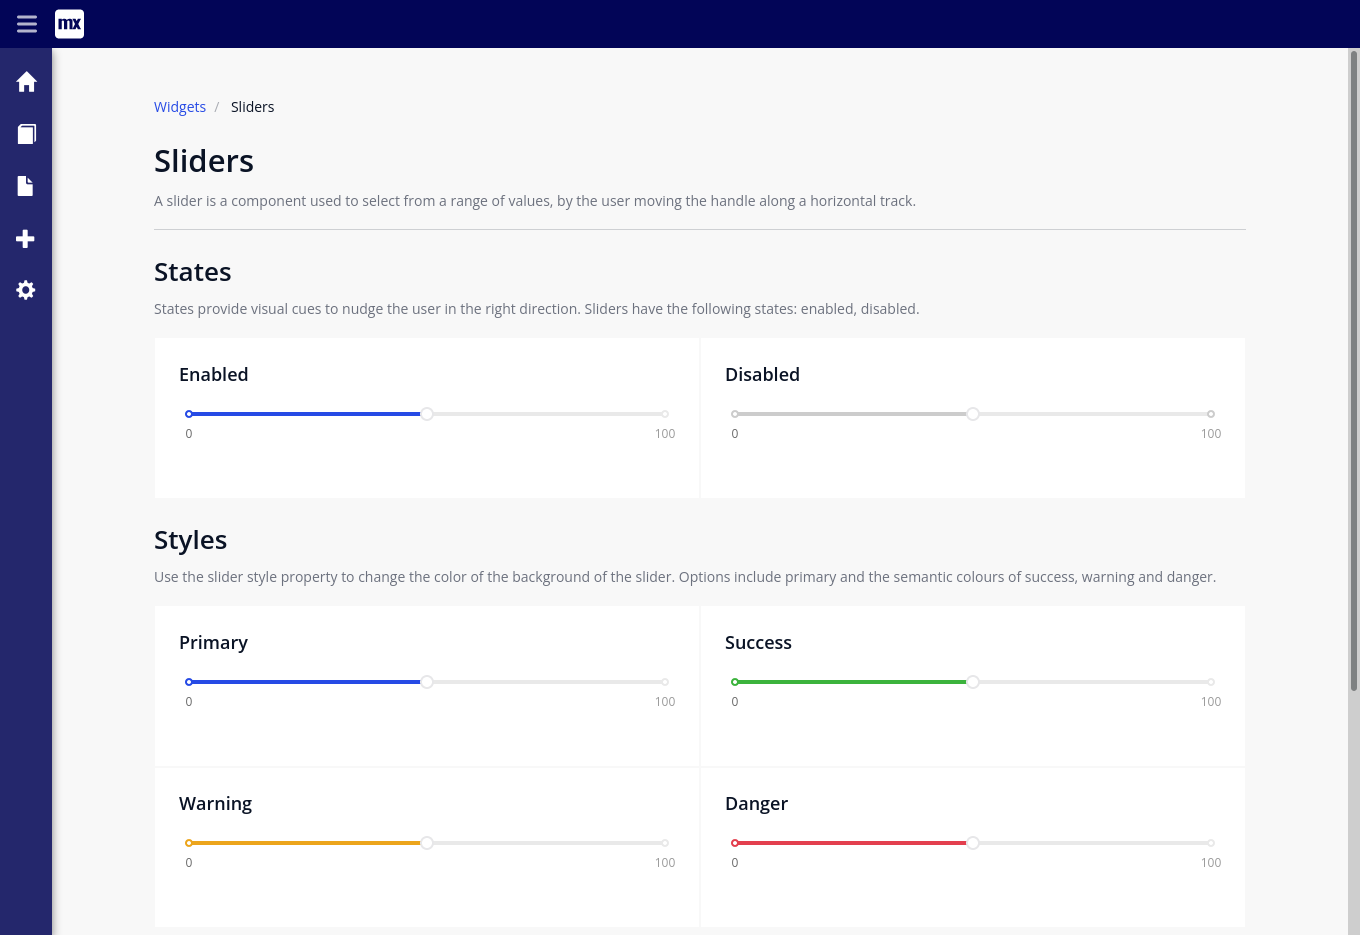 mx
Widgets / Sliders
Sliders
A slider is a component used to select from a range of values, by the user moving the handle along a horizontal track.
States
States provide visual cues to nudge the user in the right direction. Sliders have the following states: enabled, disabled.
Enabled
0 100
Disabled
0 100
Styles
Use the slider style property to change the color of the background of the slider. Options include primary and the semantic colours of success, warning and danger.
Primary
0 100
Success
0 100
Warning
0 100
Danger
0 100